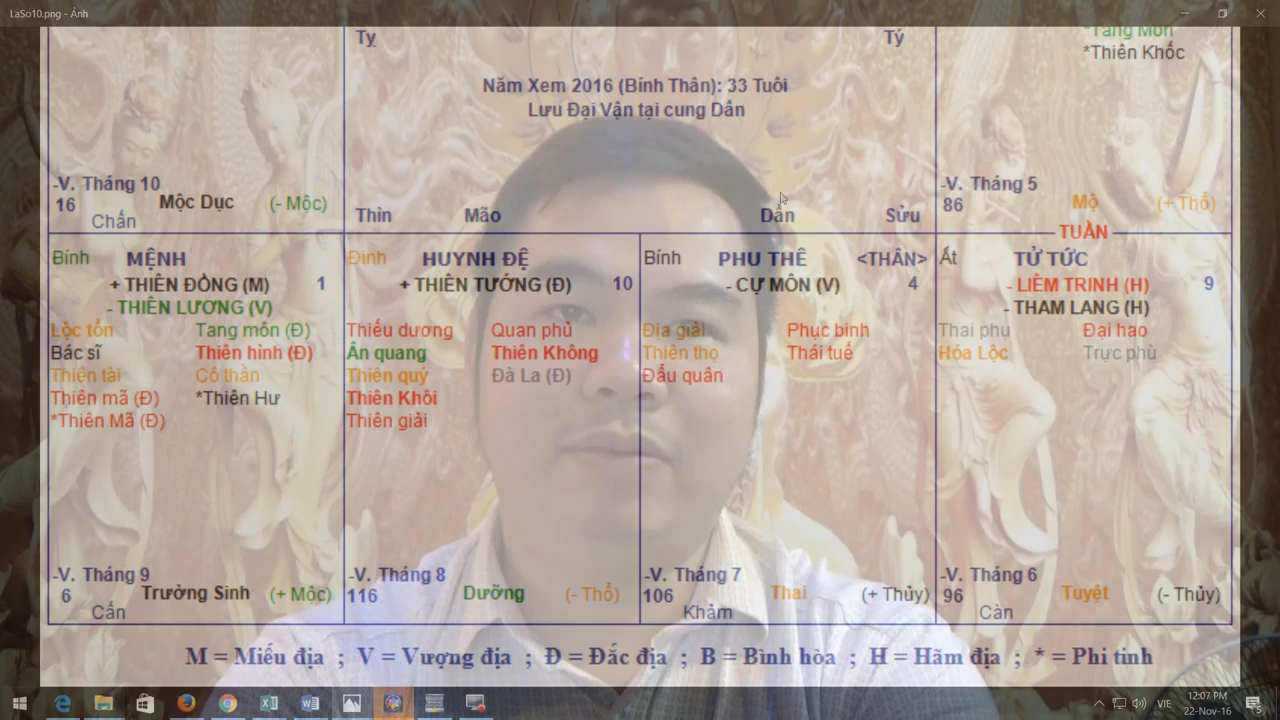 LaSo10.png - Ảnh
Tỵ
Tý
*Tang Môn
*Thiên Khốc
Năm Xem 2016 (Bính Thân): 33 Tuổi
Lưu Đại Vận tại cung Dần
-V. Tháng 10
16
Mộc Dục
(- Mộc)
Chấn
Thìn
Mão
Dần
Sửu
-V. Tháng 5
86
Mộ
(+ Thổ)
TUẦN
Bính
MỆNH
+ THIÊN ĐỒNG (M)
1
- THIÊN LƯƠNG (V)
Lộc tồn
Tang môn (Đ)
Bác sĩ
Thiên hình (Đ)
Thiên tài
Cô thần
Thiên mã (Đ)
*Thiên Hư
*Thiên Mã (Đ)
-V. Tháng 9
6
Trường Sinh
(+ Mộc)
Cấn
Đinh
HUYNH ĐỆ
+ THIÊN TƯỚNG (Đ)
10
Thiếu dương
Quan phủ
Ân quang
Thiên Không
Thiên quý
Đà La (Đ)
Thiên Khôi
Thiên giải
-V. Tháng 8
116
Dưỡng
(- Thổ)
Bính
PHU THÊ
<THÂN>
- CỰ MÔN (V)
4
Địa giải
Phục binh
Thiên thọ
Thái tuế
Đẩu quân
-V. Tháng 7
106
Thai
(+ Thủy)
Khảm
Ất
TỬ TỨC
- LIÊM TRINH (H)
9
- THAM LANG (H)
Thai phụ
Đại hao
Hóa Lộc
Trực phù
-V. Tháng 6
96
Tuyệt
(- Thủy)
Càn
M = Miếu địa ; V = Vượng địa ; Đ = Đắc địa ; B = Bình hòa ; H = Hãm địa ; * = Phi tinh
VIE
12:07 PM
22-Nov-16
5